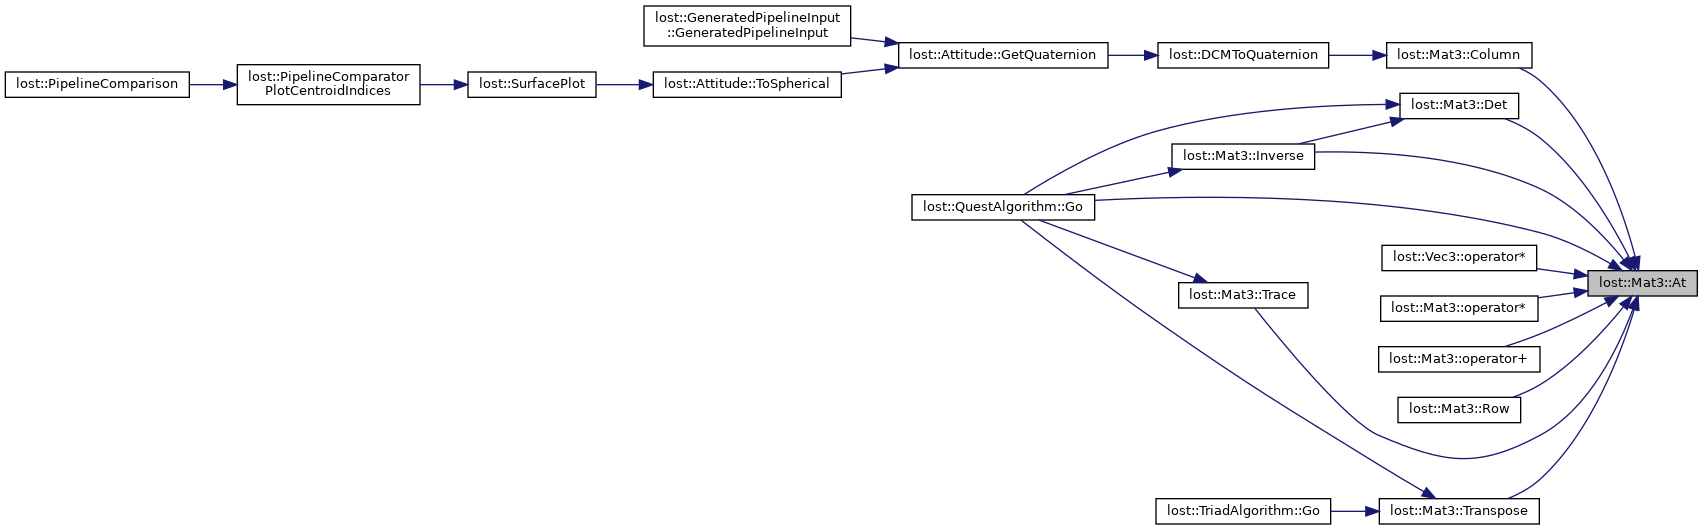 lost::GeneratedPipelineInput
::GeneratedPipelineInput
lost::Attitude::GetQuaternion
lost::DCMToQuaternion
lost::Mat3::Column
lost::PipelineComparison
lost::PipelineComparator
PlotCentroidIndices
lost::SurfacePlot
lost::Attitude::ToSpherical
lost::Mat3::Det
lost::Mat3::Inverse
lost::QuestAlgorithm::Go
lost::Vec3::operator*
lost::Mat3::At
lost::Mat3::Trace
lost::Mat3::operator*
lost::Mat3::operator+
lost::Mat3::Row
lost::TriadAlgorithm::Go
lost::Mat3::Transpose